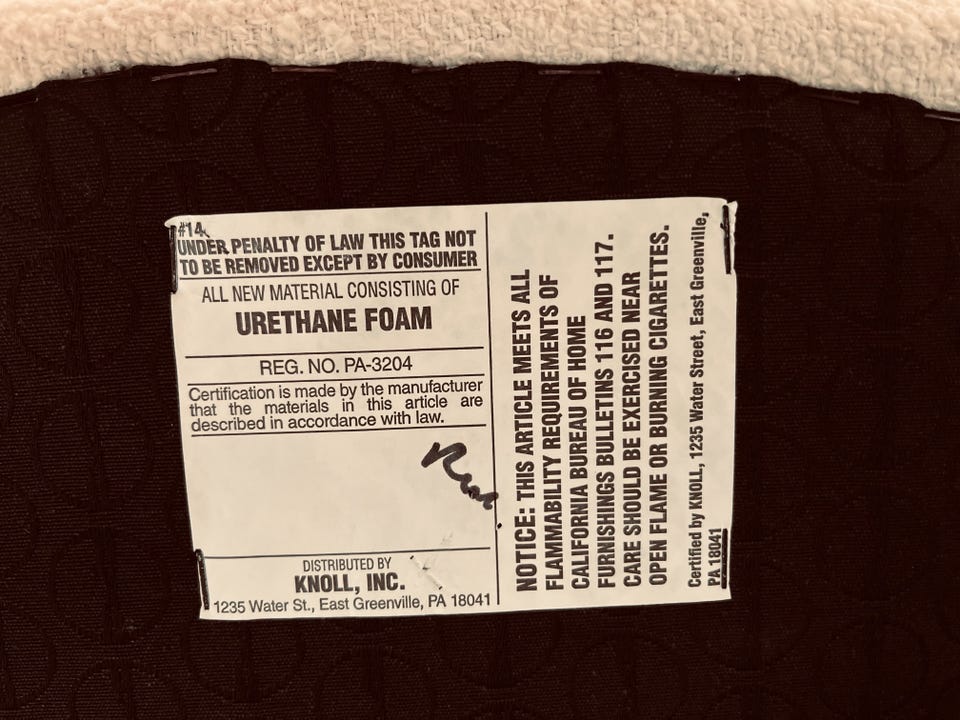 #14
UNDER PENALTY OF LAW THIS TAG NOT
TO BE REMOVED EXCEPT BY CONSUMER
ALL NEW MATERIAL CONSISTING OF
URETHANE FOAM
REG. NO. PA-3204
Certification is made by the manufacturer
that the materials in this article are
described in accordance with law.
DISTRIBUTED BY
KNOLL, INC.
1235 Water St., East Greenville, PA 18041
NOTICE: THIS ARTICLE MEETS ALL
FLAMMABILITY REQUIREMENTS OF
CALIFORNIA BUREAU OF HOME
FURNISHINGS BULLETINS 116 AND 117.
CARE SHOULD BE EXERCISED NEAR
OPEN FLAME OR BURNING CIGARETTES.
Certified by KNOLL, 1235 Water Street, East Greenville,
PA 18041